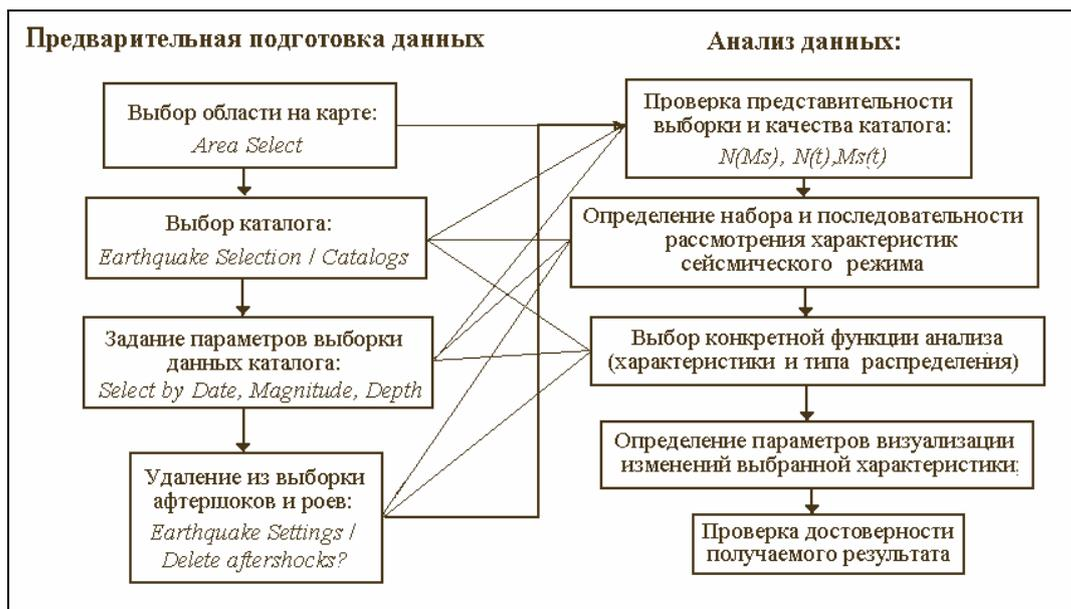 Предварительная подготовка данных
Выбор области на карте:
Area Select
Выбор каталога:
Earthquake Selection / Catalogs
Задание параметров выборки
данных каталога:
Select by Date, Magnitude, Depth
Удаление из выборки
афтершоков и роев:
Earthquake Settings /
Delete aftershocks?
Анализ данных:
Проверка представительности
выборки и качества каталога:
N(Ms), N(t),Ms(t)
Определение набора и последовательности
рассмотрения характеристик
сейсмического режима
Выбор конкретной функции анализа
(характеристики и типа распределения)
Определение параметров визуализации
изменений выбранной характеристики;
Проверка достоверности
получаемого результата